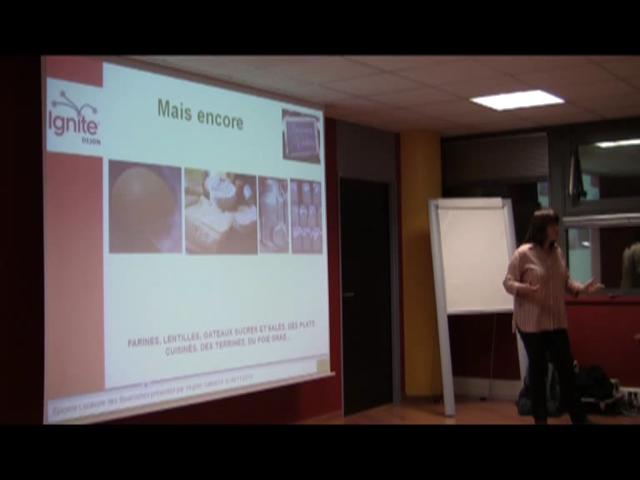 Ignite
DIJON
Mais encore
FARINES, LENTILLES, GATEAUX SUCRES ET SALES, DES PLATS
CUISINES, DES TERRINES, DU FOIE GRAS...